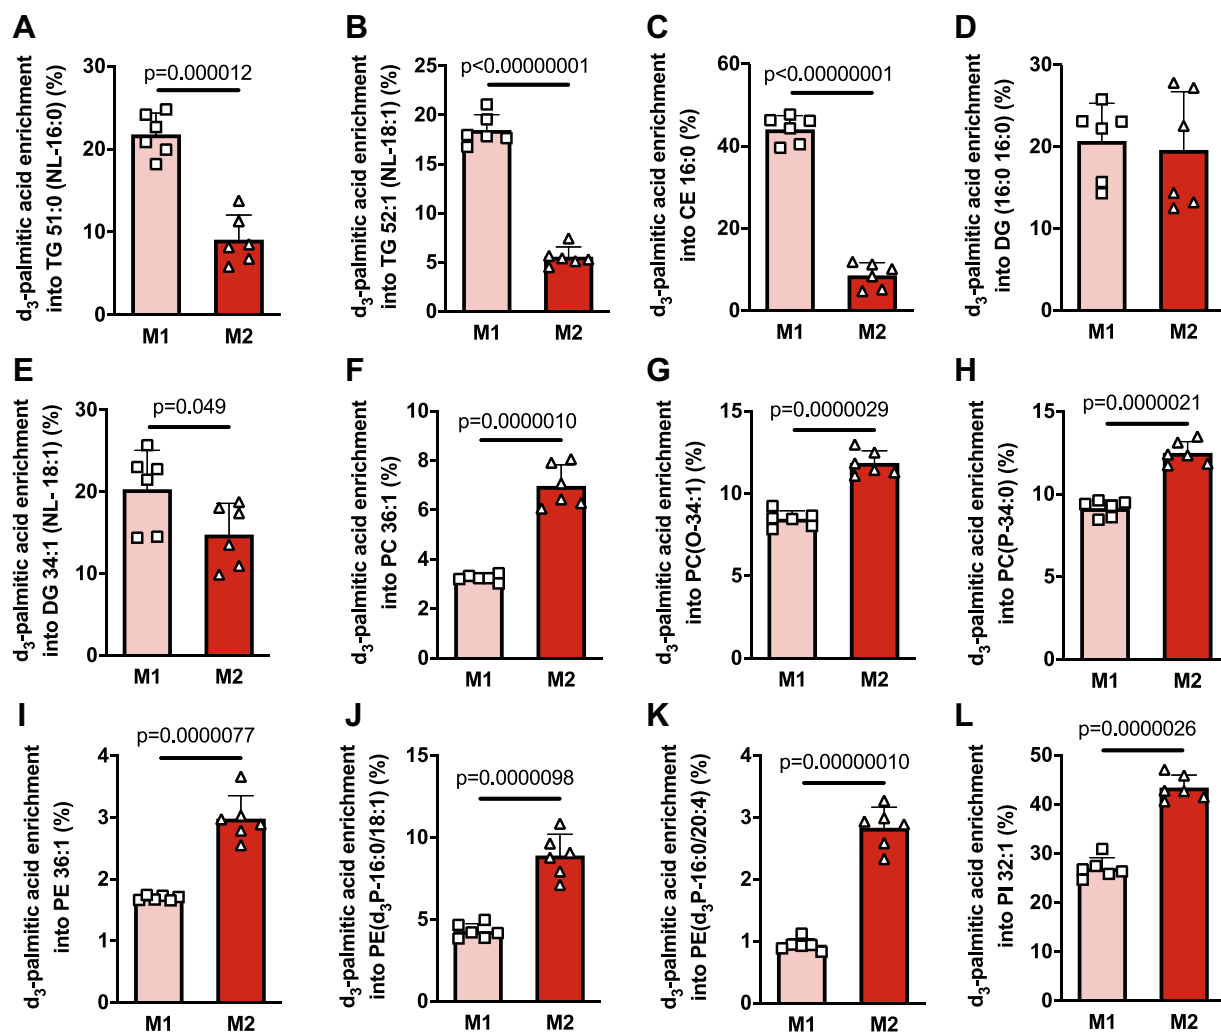 A
d3-palmitic acid enrichment
into TG 51:0 (NL-16:0) (%)
30
20
10
0
p=0.000012
M1 M2
B
d3-palmitic acid enrichment
into TG 52:1 (NL-18:1) (%)
25
20
15
10
5
0
p<0.00000001
M1 M2
C
d3-palmitic acid enrichment
into CE 16:0 (%)
60
40
20
0
p<0.00000001
M1 M2
D
d3-palmitic acid enrichment
into DG (16:0 16:0) (%)
30
20
10
0
M1 M2
E
d3-palmitic acid enrichment
into DG 34:1 (NL- 18:1) (%)
30
20
10
0
p=0.049
M1 M2
F
d3-palmitic acid enrichment
into PC 36:1 (%)
10
8
6
4
2
0
p=0.0000010
M1 M2
G
d3-palmitic acid enrichment
into PC(O-34:1) (%)
15
10
5
0
p=0.0000029
M1 M2
H
d3-palmitic acid enrichment
into PC(P-34:0) (%)
15
10
5
0
p=0.0000021
M1 M2
I
d3-palmitic acid enrichment
into PE 36:1 (%)
4
3
2
1
0
p=0.0000077
M1 M2
J
d3-palmitic acid enrichment
into PE(d3P-16:0/18:1) (%)
15
10
5
0
p=0.0000098
M1 M2
K
d3-palmitic acid enrichment
into PE(d3P-16:0/20:4) (%)
4
3
2
1
0
p=0.00000010
M1 M2
L
d3-palmitic acid enrichment
into PI 32:1 (%)
50
40
30
20
10
0
p=0.0000026
M1 M2